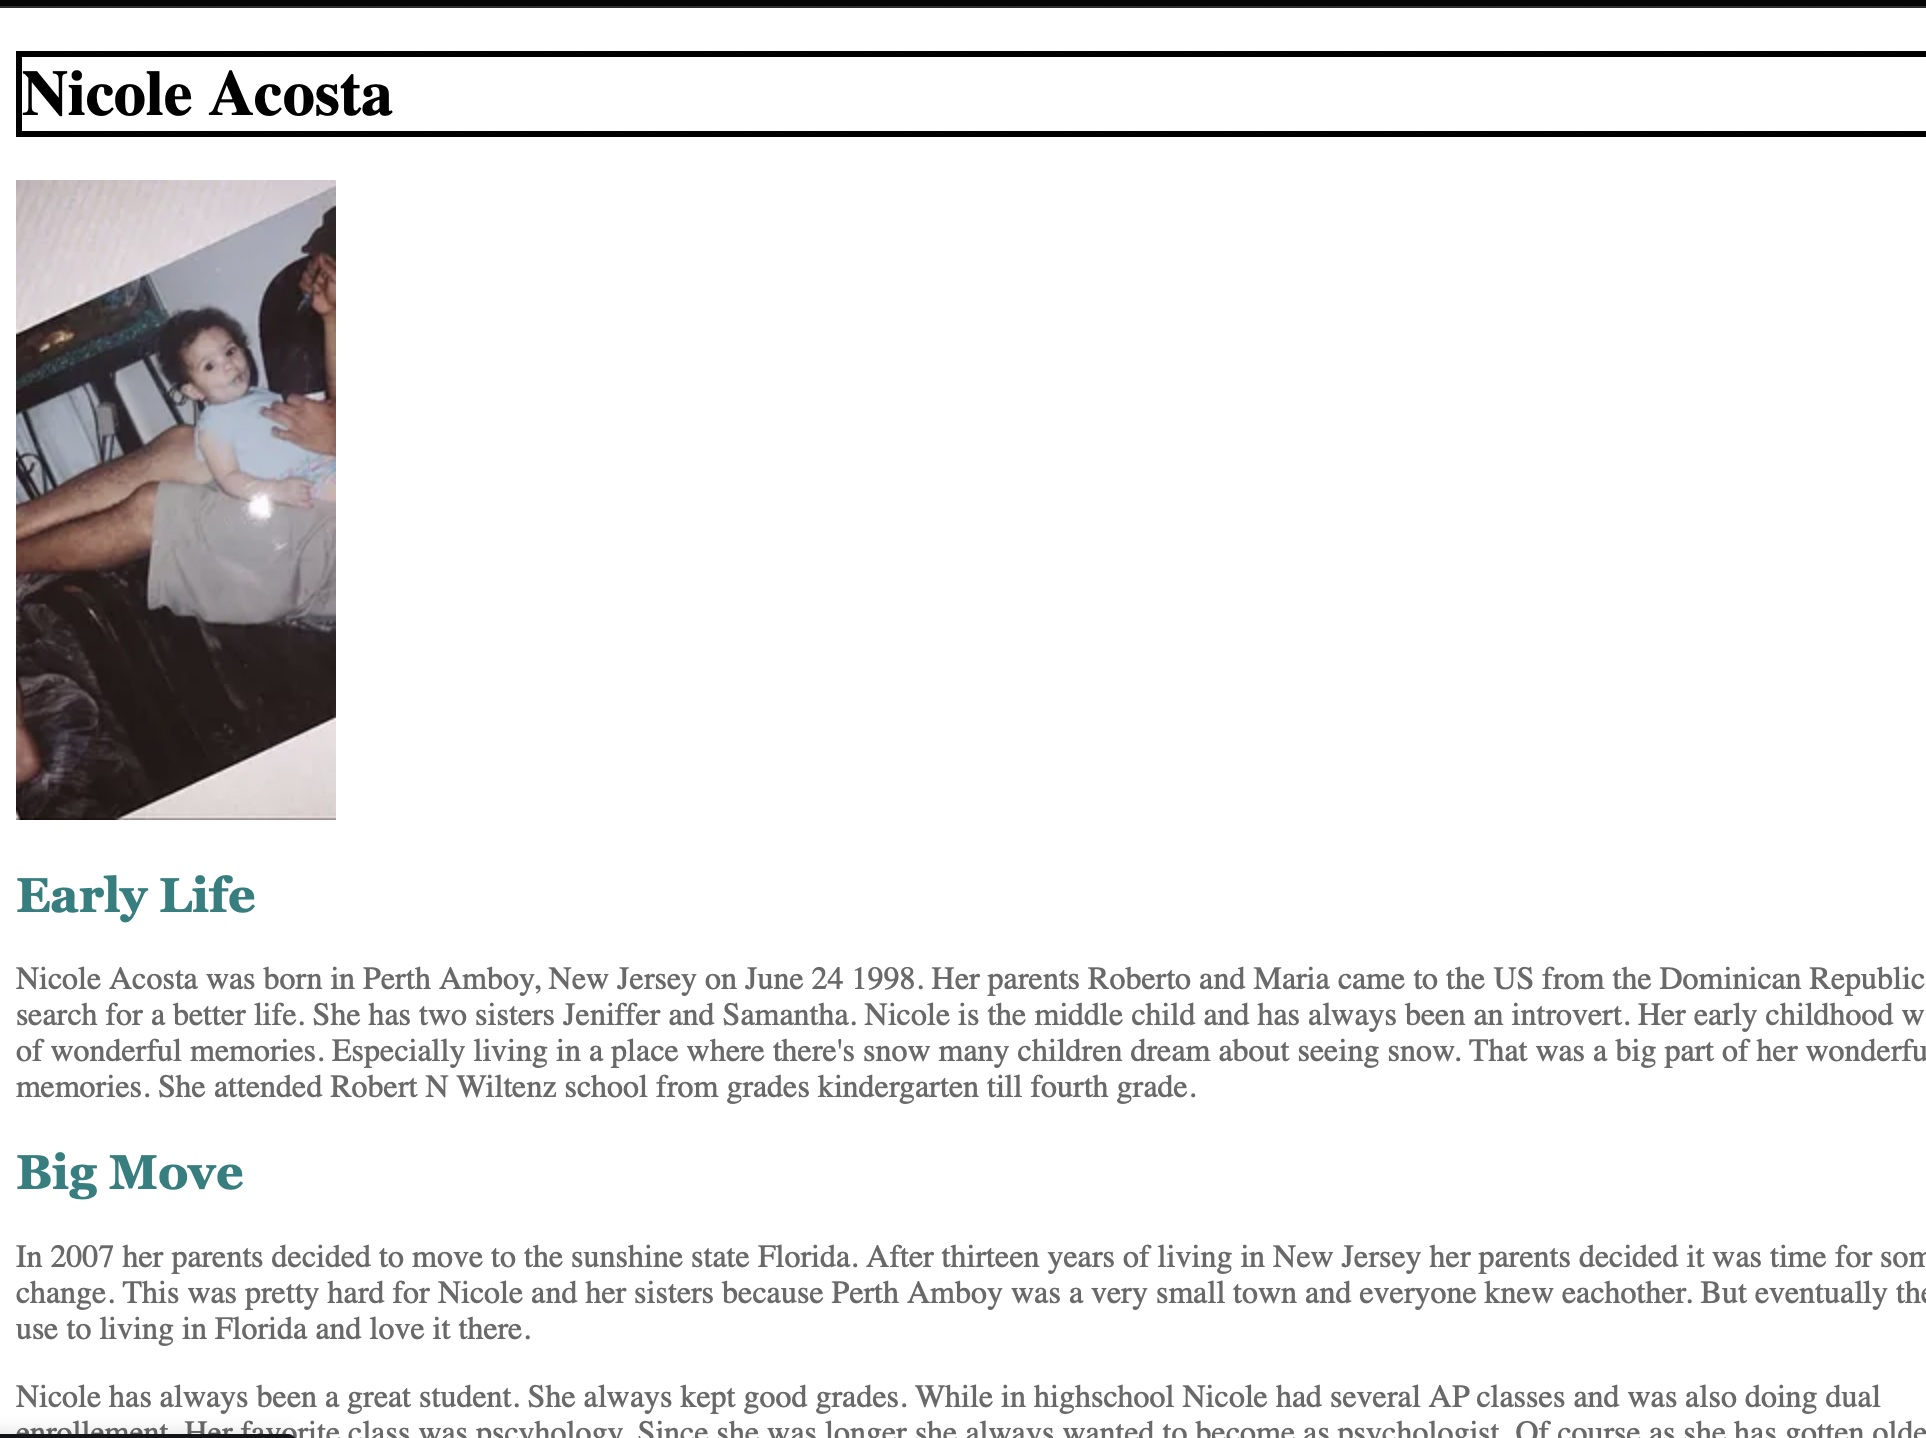 Nicole Acosta
Early Life
Nicole Acosta was born in Perth Amboy, New Jersey on June 24 1998. Her parents Roberto and Maria came to the US from the Dominican Republic
search for a better life. She has two sisters Jeniffer and Samantha. Nicole is the middle child and has always been an introvert. Her early childhood w
of wonderful memories. Especially living in a place where there's snow many children dream about seeing snow. That was a big part of her wonderfu
memories. She attended Robert N Wiltenz school from grades kindergarten till fourth grade.
Big Move
In 2007 her parents decided to move to the sunshine state Florida. After thirteen years of living in New Jersey her parents decided it was time for som
change. This was pretty hard for Nicole and her sisters because Perth Amboy was a very small town and everyone knew eachother. But eventually the
use to living in Florida and love it there.
Nicole has always been a great student. She always kept good grades. While in highschool Nicole had several AP classes and was also doing dual
enrollement. Her favorite class was pscyhology. Since she was longer she always wanted to become as psychologist. Of course as she has gotten olde